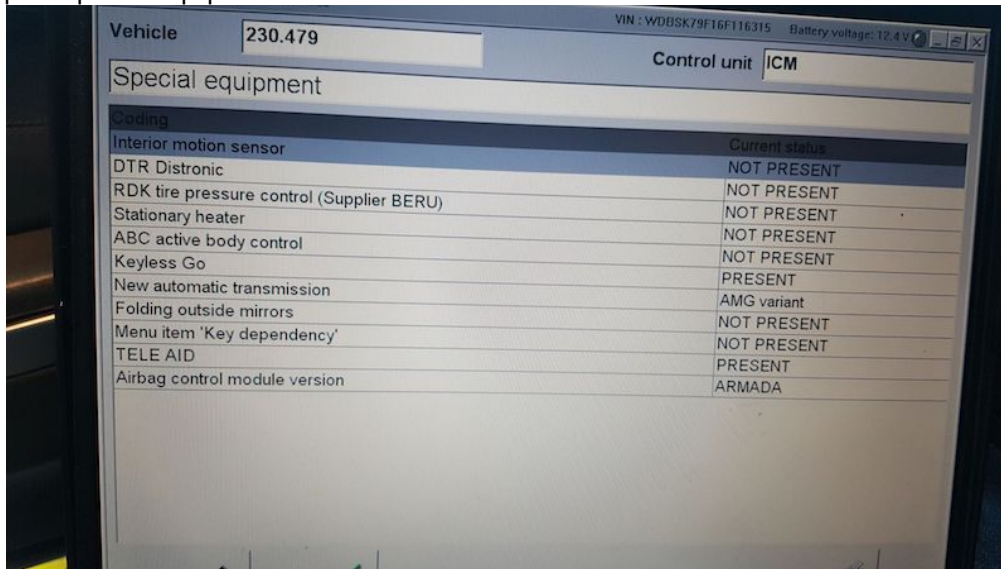 VIN : WDBSK79F16F116315 Battery voltage: 12.4 V
Vehicle 230.479
Control unit ICM
Special equipment
Coding Current status
Interior motion sensor NOT PRESENT
DTR Distronic NOT PRESENT
RDK tire pressure control (Supplier BERU) NOT PRESENT
Stationary heater NOT PRESENT
ABC active body control NOT PRESENT
Keyless Go PRESENT
New automatic transmission AMG variant
Folding outside mirrors NOT PRESENT
Menu item 'Key dependency' NOT PRESENT
TELE AID PRESENT
Airbag control module version ARMADA